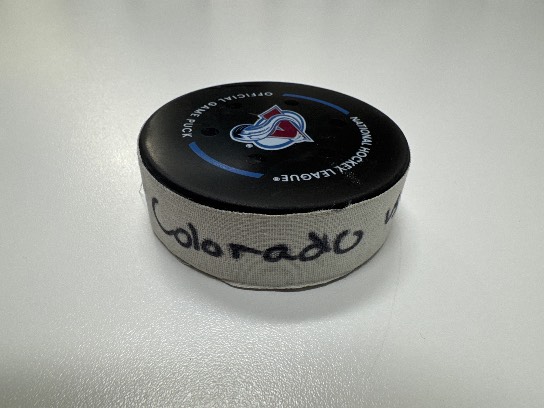 OFFICIAL GAME PUCK
NATIONAL HOCKEY LEAGUE®
®
Colorado